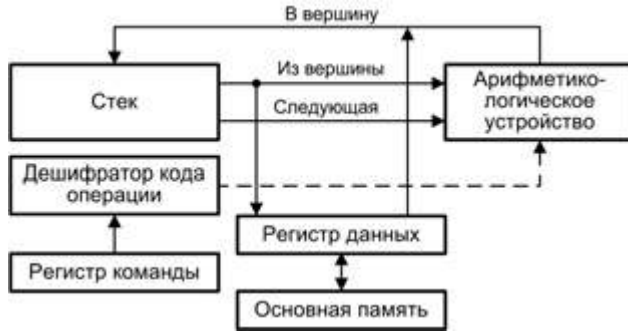 В вершину
Стек
Из вершины
Следующая
Арифметико-
логическое
устройство
Дешифратор кода
операции
Регистр команды
Регистр данных
Основная память